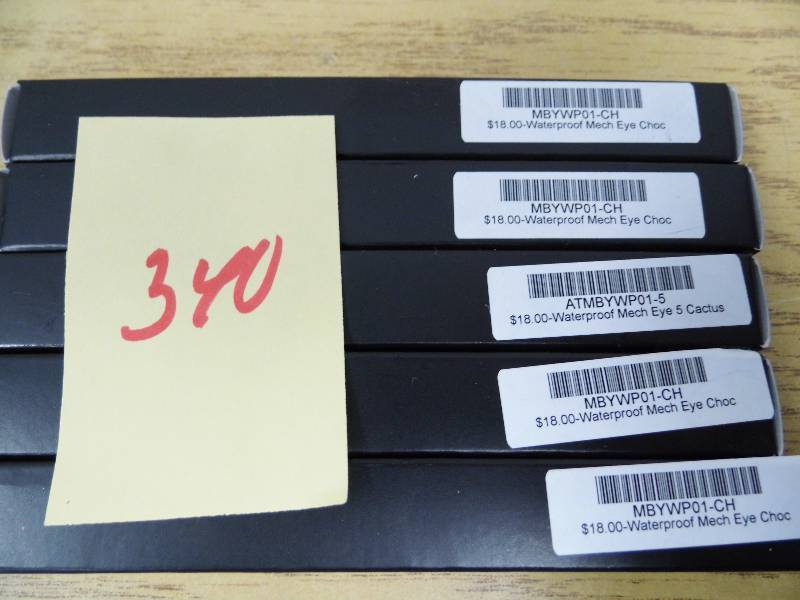 MBYWP01-CH
$18.00-Waterproof Mech Eye Choc
MBYWP01-CH
$18.00-Waterproof Mech Eye Choc
340
ATMBYWP01-5
$18.00-Waterproof Mech Eye 5 Cactus
MBYWP01-CH
$18.00-Waterproof Mech Eye Choc
MBYWP01-CH
$18.00-Waterproof Mech Eye Choc